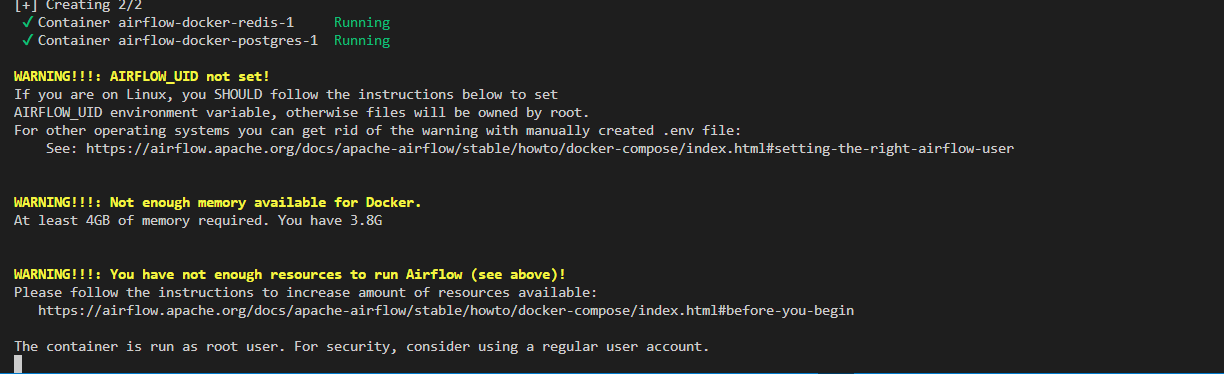 [+] Creating 2/2
✓ Container airflow-docker-redis-1 Running
✓ Container airflow-docker-postgres-1 Running
WARNING!!!: AIRFLOW_UID not set!
If you are on Linux, you SHOULD follow the instructions below to set
AIRFLOW_UID environment variable, otherwise files will be owned by root.
For other operating systems you can get rid of the warning with manually created .env file:
See: https://airflow.apache.org/docs/apache-airflow/stable/howto/docker-compose/index.html#setting-the-right-airflow-user
WARNING!!!: Not enough memory available for Docker.
At least 4GB of memory required. You have 3.8G
WARNING!!!: You have not enough resources to run Airflow (see above)!
Please follow the instructions to increase amount of resources available:
https://airflow.apache.org/docs/apache-airflow/stable/howto/docker-compose/index.html#before-you-begin
The container is run as root user. For security, consider using a regular user account.